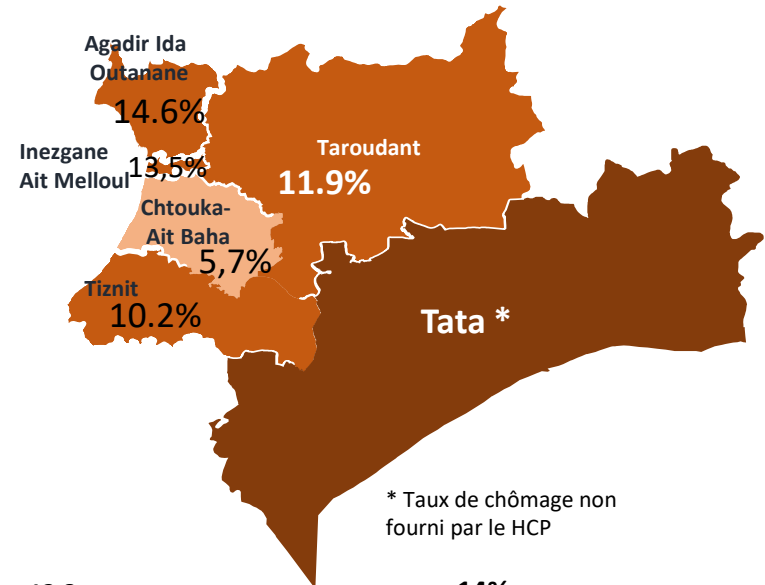 Agadir Ida
Outanane
14.6%
Inezgane
Ait Melloul
13,5%
Taroudant
11.9%
Chtouka-
Ait Baha
5,7%
Tiznit
10.2%
Tata *
* Taux de chômage non
fourni par le HCP
14%